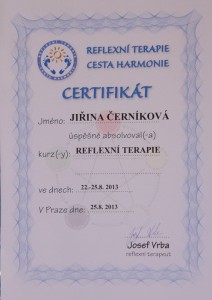 REFLEXNÍ TERAPIE
CESTA HARMONIE
CERTIFIKÁT
Jméno: JIŘINA ČERNÍKOVÁ
úspěšně absolvoval(-a)
kurz(-y): REFLEXNÍ TERAPIE
ve dnech: 22.-25.8. 2013
V Praze dne: 25.8. 2013
Josef Vrba
reflexní terapeut